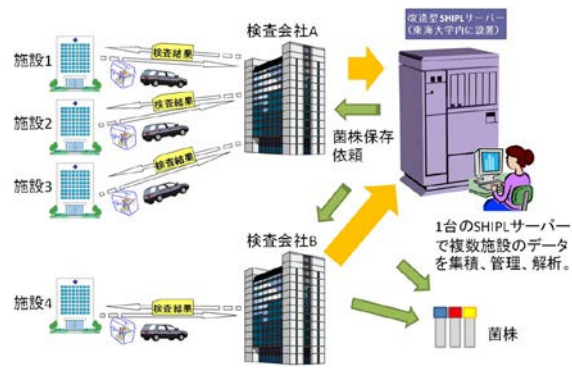 改造型SHIPLサーバー
(東海大学内に設置)
検査会社A
施設1
検査結果
施設2
検査結果
施設3
検査結果
菌株保存
依頼
1台のSHIPLサーバー
で複数施設のデータ
を集積、管理、解析。
検査会社B
施設4
検査結果
菌株